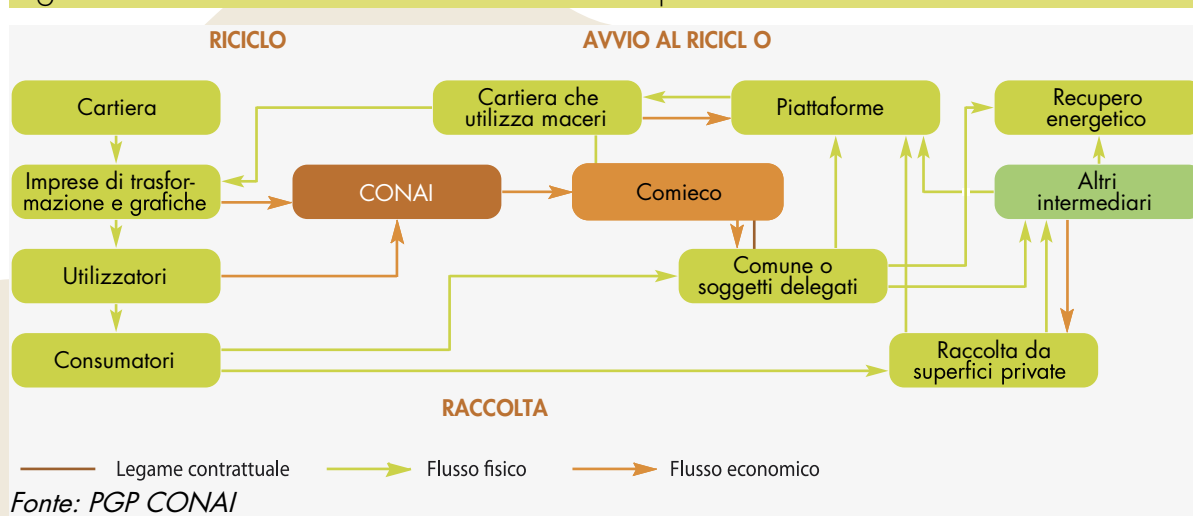 RICICLO
AVVIO AL RICICL O
Cartiera
Cartiera che
utilizza maceri
Piattaforme
Recupero
energetico
Imprese di trasfor-
mazione e grafiche
CONAI
Comieco
Altri
intermediari
Utilizzatori
Comune o
soggetti delegati
Consumatori
Raccolta da
superfici private
RACCOLTA
Legame contrattuale
Flusso fisico
Flusso economico
Fonte: PGP CONAI